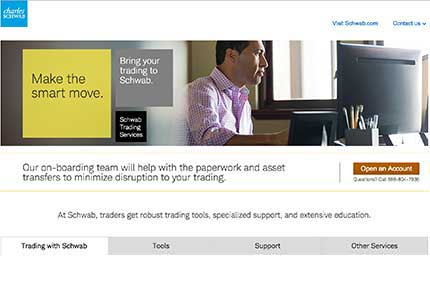 charles
SCHWAB
Visit Schwab.com
Contact us
Make the
smart move.
Bring your
trading to
Schwab.
Schwab
Trading
Services
Our on-boarding team will help with the paperwork and asset
transfers to minimize disruption to your trading.
Open an Account
Questions? Call
At Schwab, traders get robust trading tools, specialized support, and extensive education.
Trading with Schwab
Tools
Support
Other Services